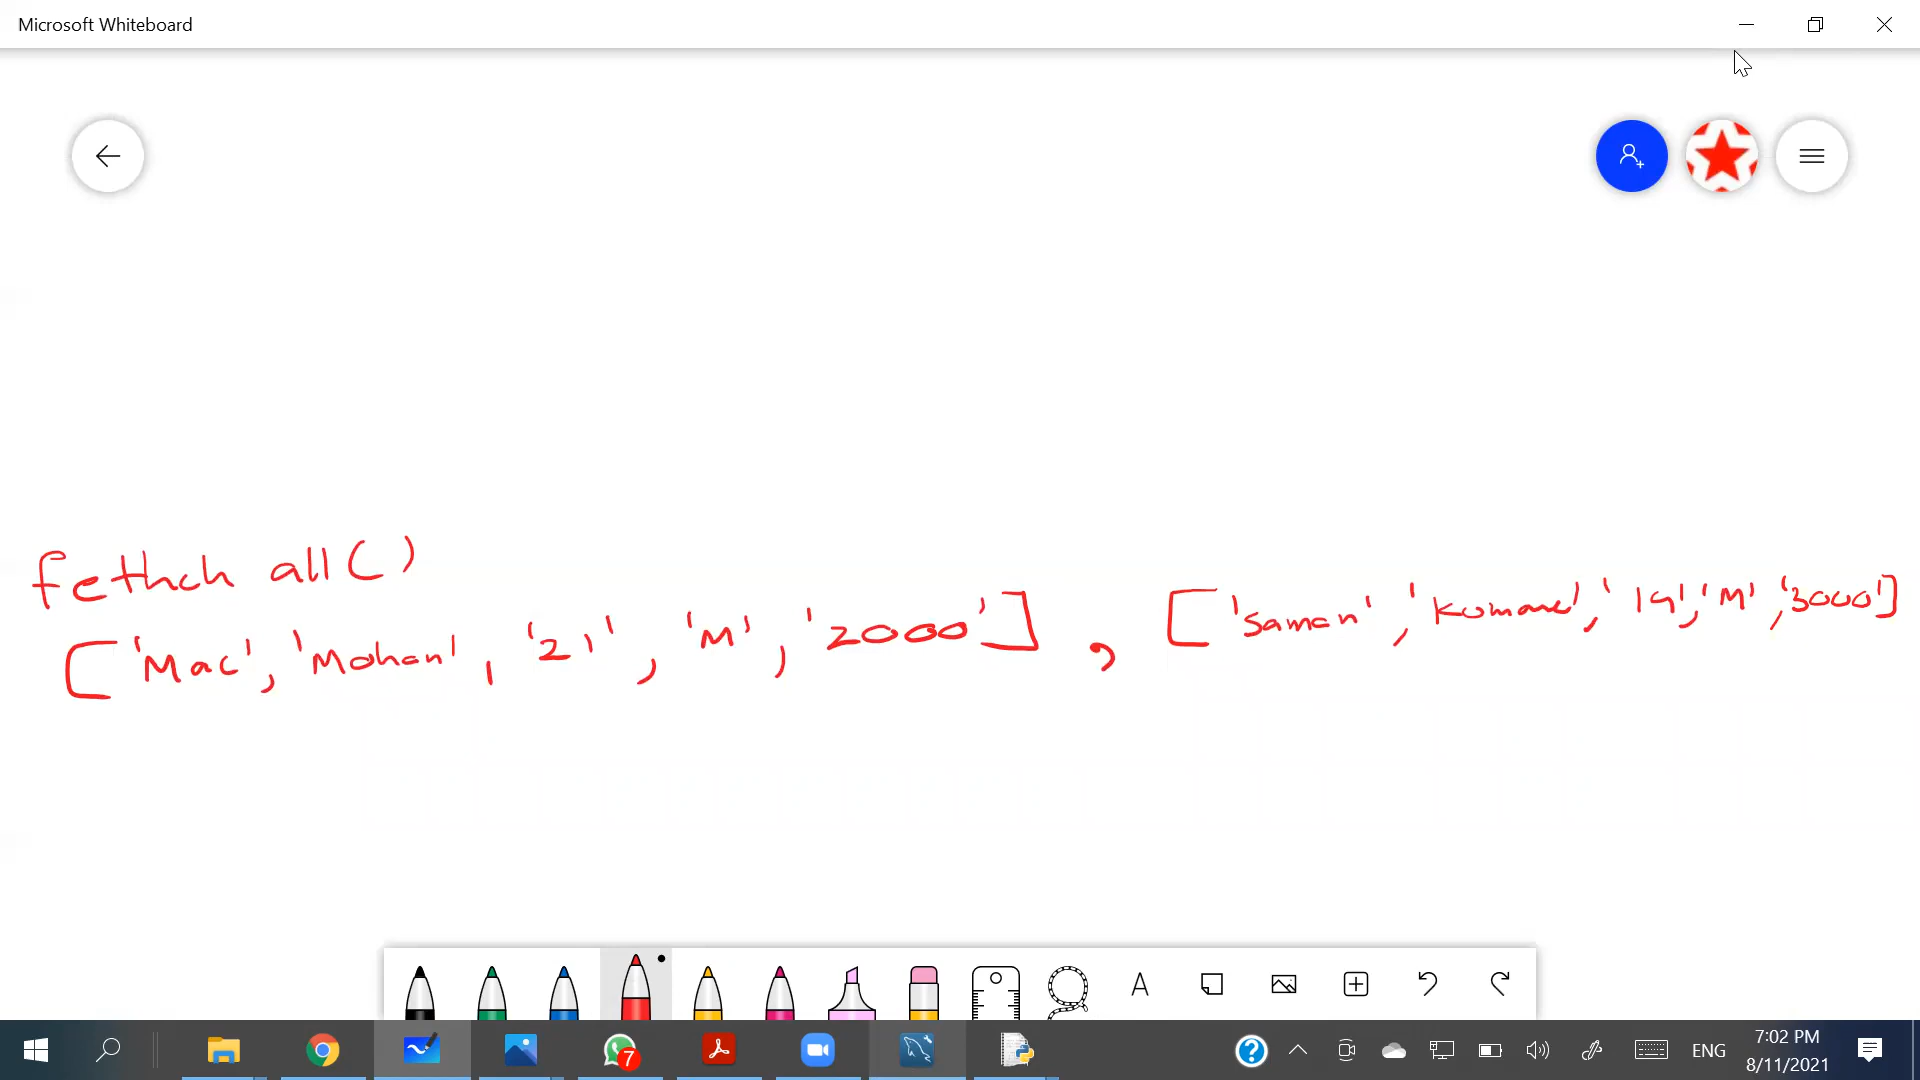 Microsoft Whiteboard
fethch all()
['Mac', 'Mohan', '21', 'M', '2000'] , ['Saman', 'Kumara', '19', 'M', '3000']
A
7
ENG
7:02 PM
8/11/2021